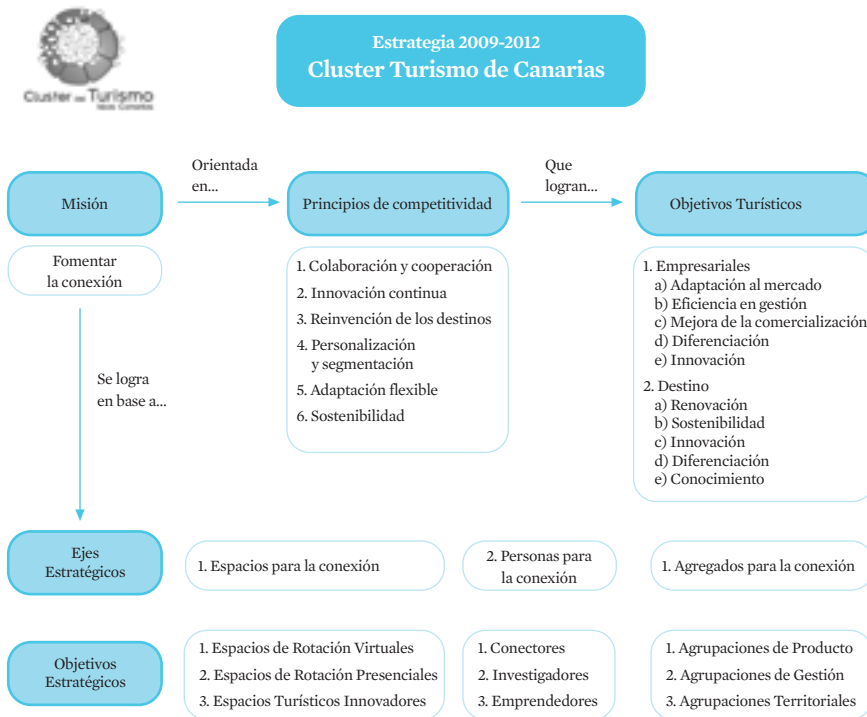 Estrategia 2009-2012
Cluster Turismo de Canarias
Cluster de Turismo
Islas Canarias
Orientada
en...
Que
logran...
Misión
Principios de competitividad
Objetivos Turísticos
Fomentar
la conexión
1. Colaboración y cooperación
2. Innovación continua
3. Reinvención de los destinos
4. Personalización
y segmentación
5. Adaptación flexible
6. Sostenibilidad
1. Empresariales
a) Adaptación al mercado
b) Eficiencia en gestión
c) Mejora de la comercialización
d) Diferenciación
e) Innovación
2. Destino
a) Renovación
b) Sostenibilidad
c) Innovación
d) Diferenciación
e) Conocimiento
Se logra
en base a...
Ejes
Estratégicos
1. Espacios para la conexión
2. Personas para
la conexión
1. Agregados para la conexión
Objetivos
Estratégicos
1. Espacios de Rotación Virtuales
2. Espacios de Rotación Presenciales
3. Espacios Turísticos Innovadores
1. Conectores
2. Investigadores
3. Emprendedores
1. Agrupaciones de Producto
2. Agrupaciones de Gestión
3. Agrupaciones Territoriales